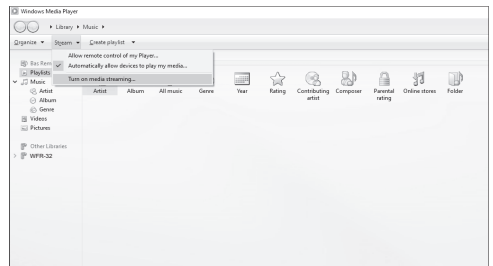 Windows Media Player
Library
Music
Organize
Stream
Create playlist
Allow remote control of my Player...
Automatically allow devices to play my media...
Turn on media streaming...
Bas Rem
Playlists
Music
Artist
Album
Genre
Videos
Pictures
Other Libraries
WFR-32
Artist
Album
All music
Genre
Year
Rating
Contributing artist
Composer
Parental rating
Online stores
Folder